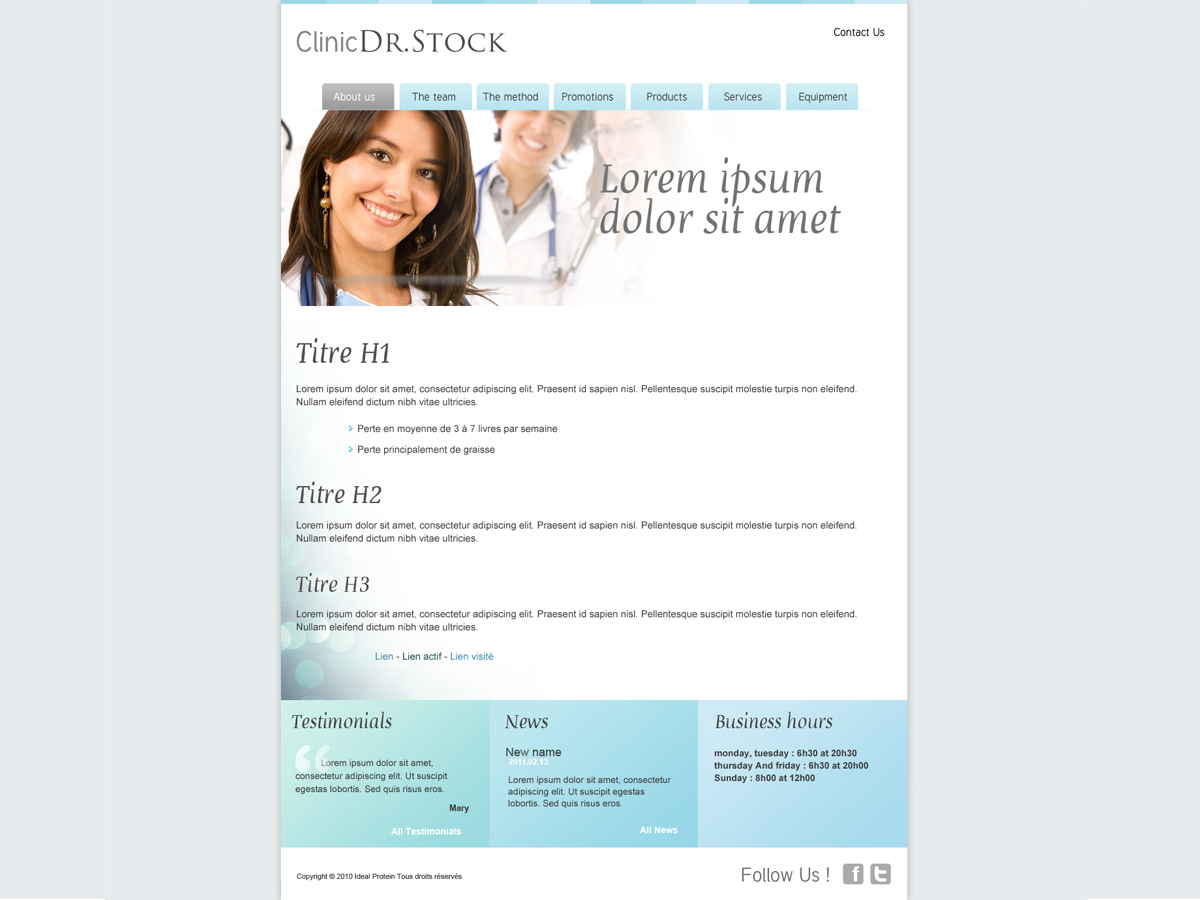 ClinicDR.STOCK
Contact Us
About us
The team
The method
Promotions
Products
Services
Equipment
Lorem ipsum
dolor sit amet
Titre H1
Lorem ipsum dolor sit amet, consectetur adipiscing elit. Praesent id sapien nisl. Pellentesque suscipit molestie turpis non eleifend.
Nullam eleifend dictum nibh vitae ultricies.
Perte en moyenne de 3 à 7 livres par semaine
Perte principalement de graisse
Titre H2
Lorem ipsum dolor sit amet, consectetur adipiscing elit. Praesent id sapien nisl. Pellentesque suscipit molestie turpis non eleifend.
Nullam eleifend dictum nibh vitae ultricies.
Titre H3
Lorem ipsum dolor sit amet, consectetur adipiscing elit. Praesent id sapien nisl. Pellentesque suscipit molestie turpis non eleifend.
Nullam eleifend dictum nibh vitae ultricies.
Lien - Lien actif - Lien visité
Testimonials
“
Lorem ipsum dolor sit amet,
consectetur adipiscing elit. Ut suscipit
egestas lobortis. Sed quis risus eros.
Mary
All Testimonials
News
New name
2011.02.13
Lorem ipsum dolor sit amet, consectetur
adipiscing elit. Ut suscipit egestas
lobortis. Sed quis risus eros.
All News
Business hours
monday, tuesday : 6h30 at 20h30
thursday And friday : 6h30 at 20h00
Sunday : 8h00 at 12h00
Copyright © 2010 Ideal Protein Tous droits réservés
Follow Us !
f
t